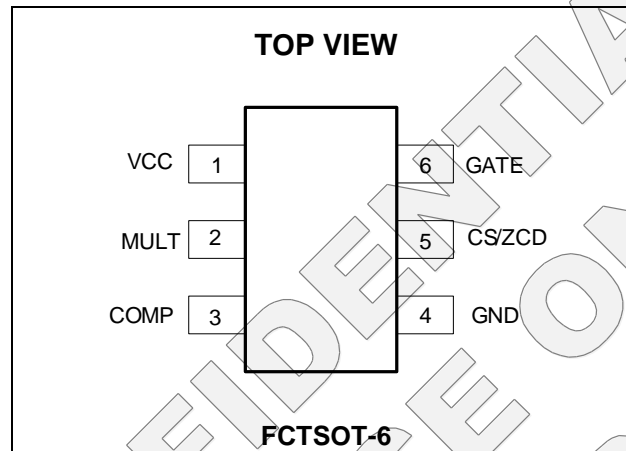 TOP VIEW
VCC 1 6 GATE
MULT 2 5 CS/ZCD
COMP 3 4 GND
FCTSOT-6